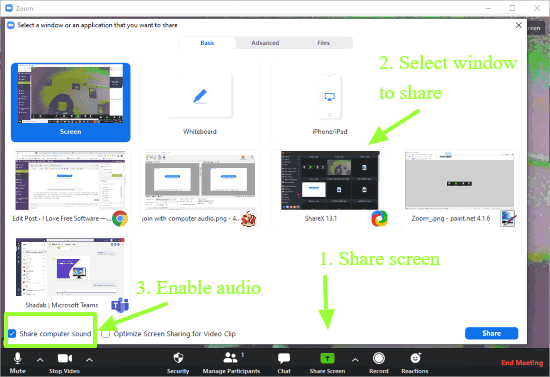 Zoom
Select a window or an application that you want to share
Basic
Advanced
Files
2. Select window
to share
Screen
Whiteboard
iPhone/iPad
Edit Post ‹ I Love Free Software —...
join with computer audio.png - 4...
ShareX 13.1
Zoom_.png - paint.net 4.1.6
1. Share screen
3. Enable audio
Shadab | Microsoft Teams
Share computer sound
Optimize Screen Sharing for Video Clip
Share
1
Mute
Stop Video
Security
Manage Participants
Chat
Share Screen
Record
Reactions
End Meeting